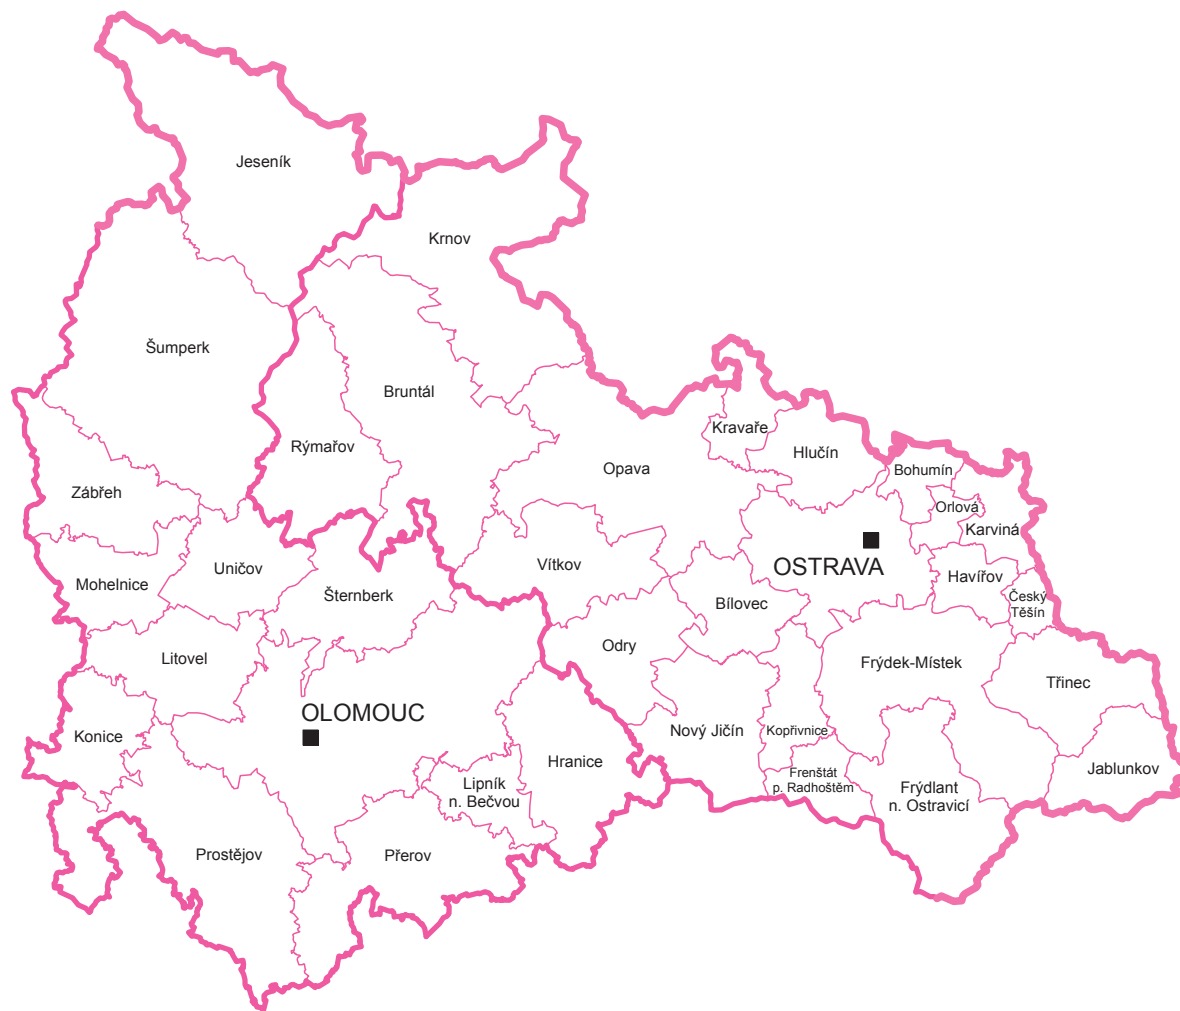 Jeseník
Krnov
Šumperk
Bruntál
Kravaře
Rýmařov
Hlučín
Opava
Bohumín
Zábřeh
Orlová
Karviná
OSTRAVA
Vítkov
Uničov
Havířov
Mohelnice
Šternberk
Český
Těšín
Bílovec
Odry
Litovel
Frýdek-Místek
Třinec
OLOMOUC
Nový Jičín
Kopřivnice
Konice
Hranice
Jablunkov
Frenštát
p. Radhoštěm
Lipník
n. Bečvou
Frýdlant
n. Ostravicí
Prostějov
Přerov